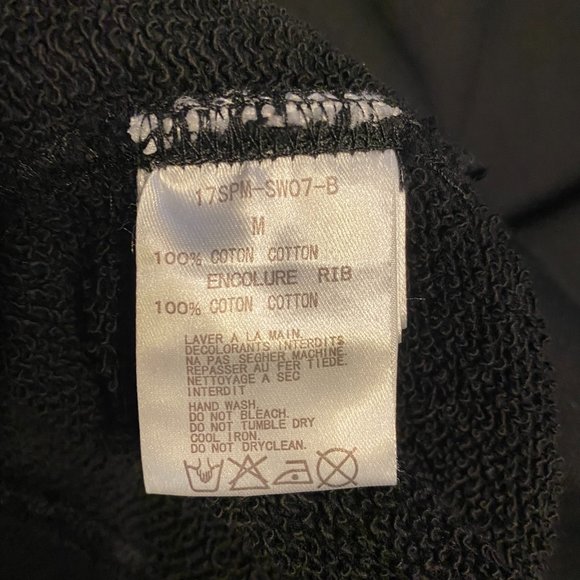 17SPM-SW07-B
M
100% COTON COTTON
ENCOLURE RIB
100% COTON COTTON
LAVER A LA MAIN.
DECOLORANTS INTERDITS
NA PAS SEGHER MACHINE
REPASSER AU FER TIEDE.
NETTOYAGE A SEC
INTERDIT
HAND WASH.
DO NOT BLEACH.
DO NOT TUMBLE DRY
COOL IRON.
DO NOT DRYCLEAN.